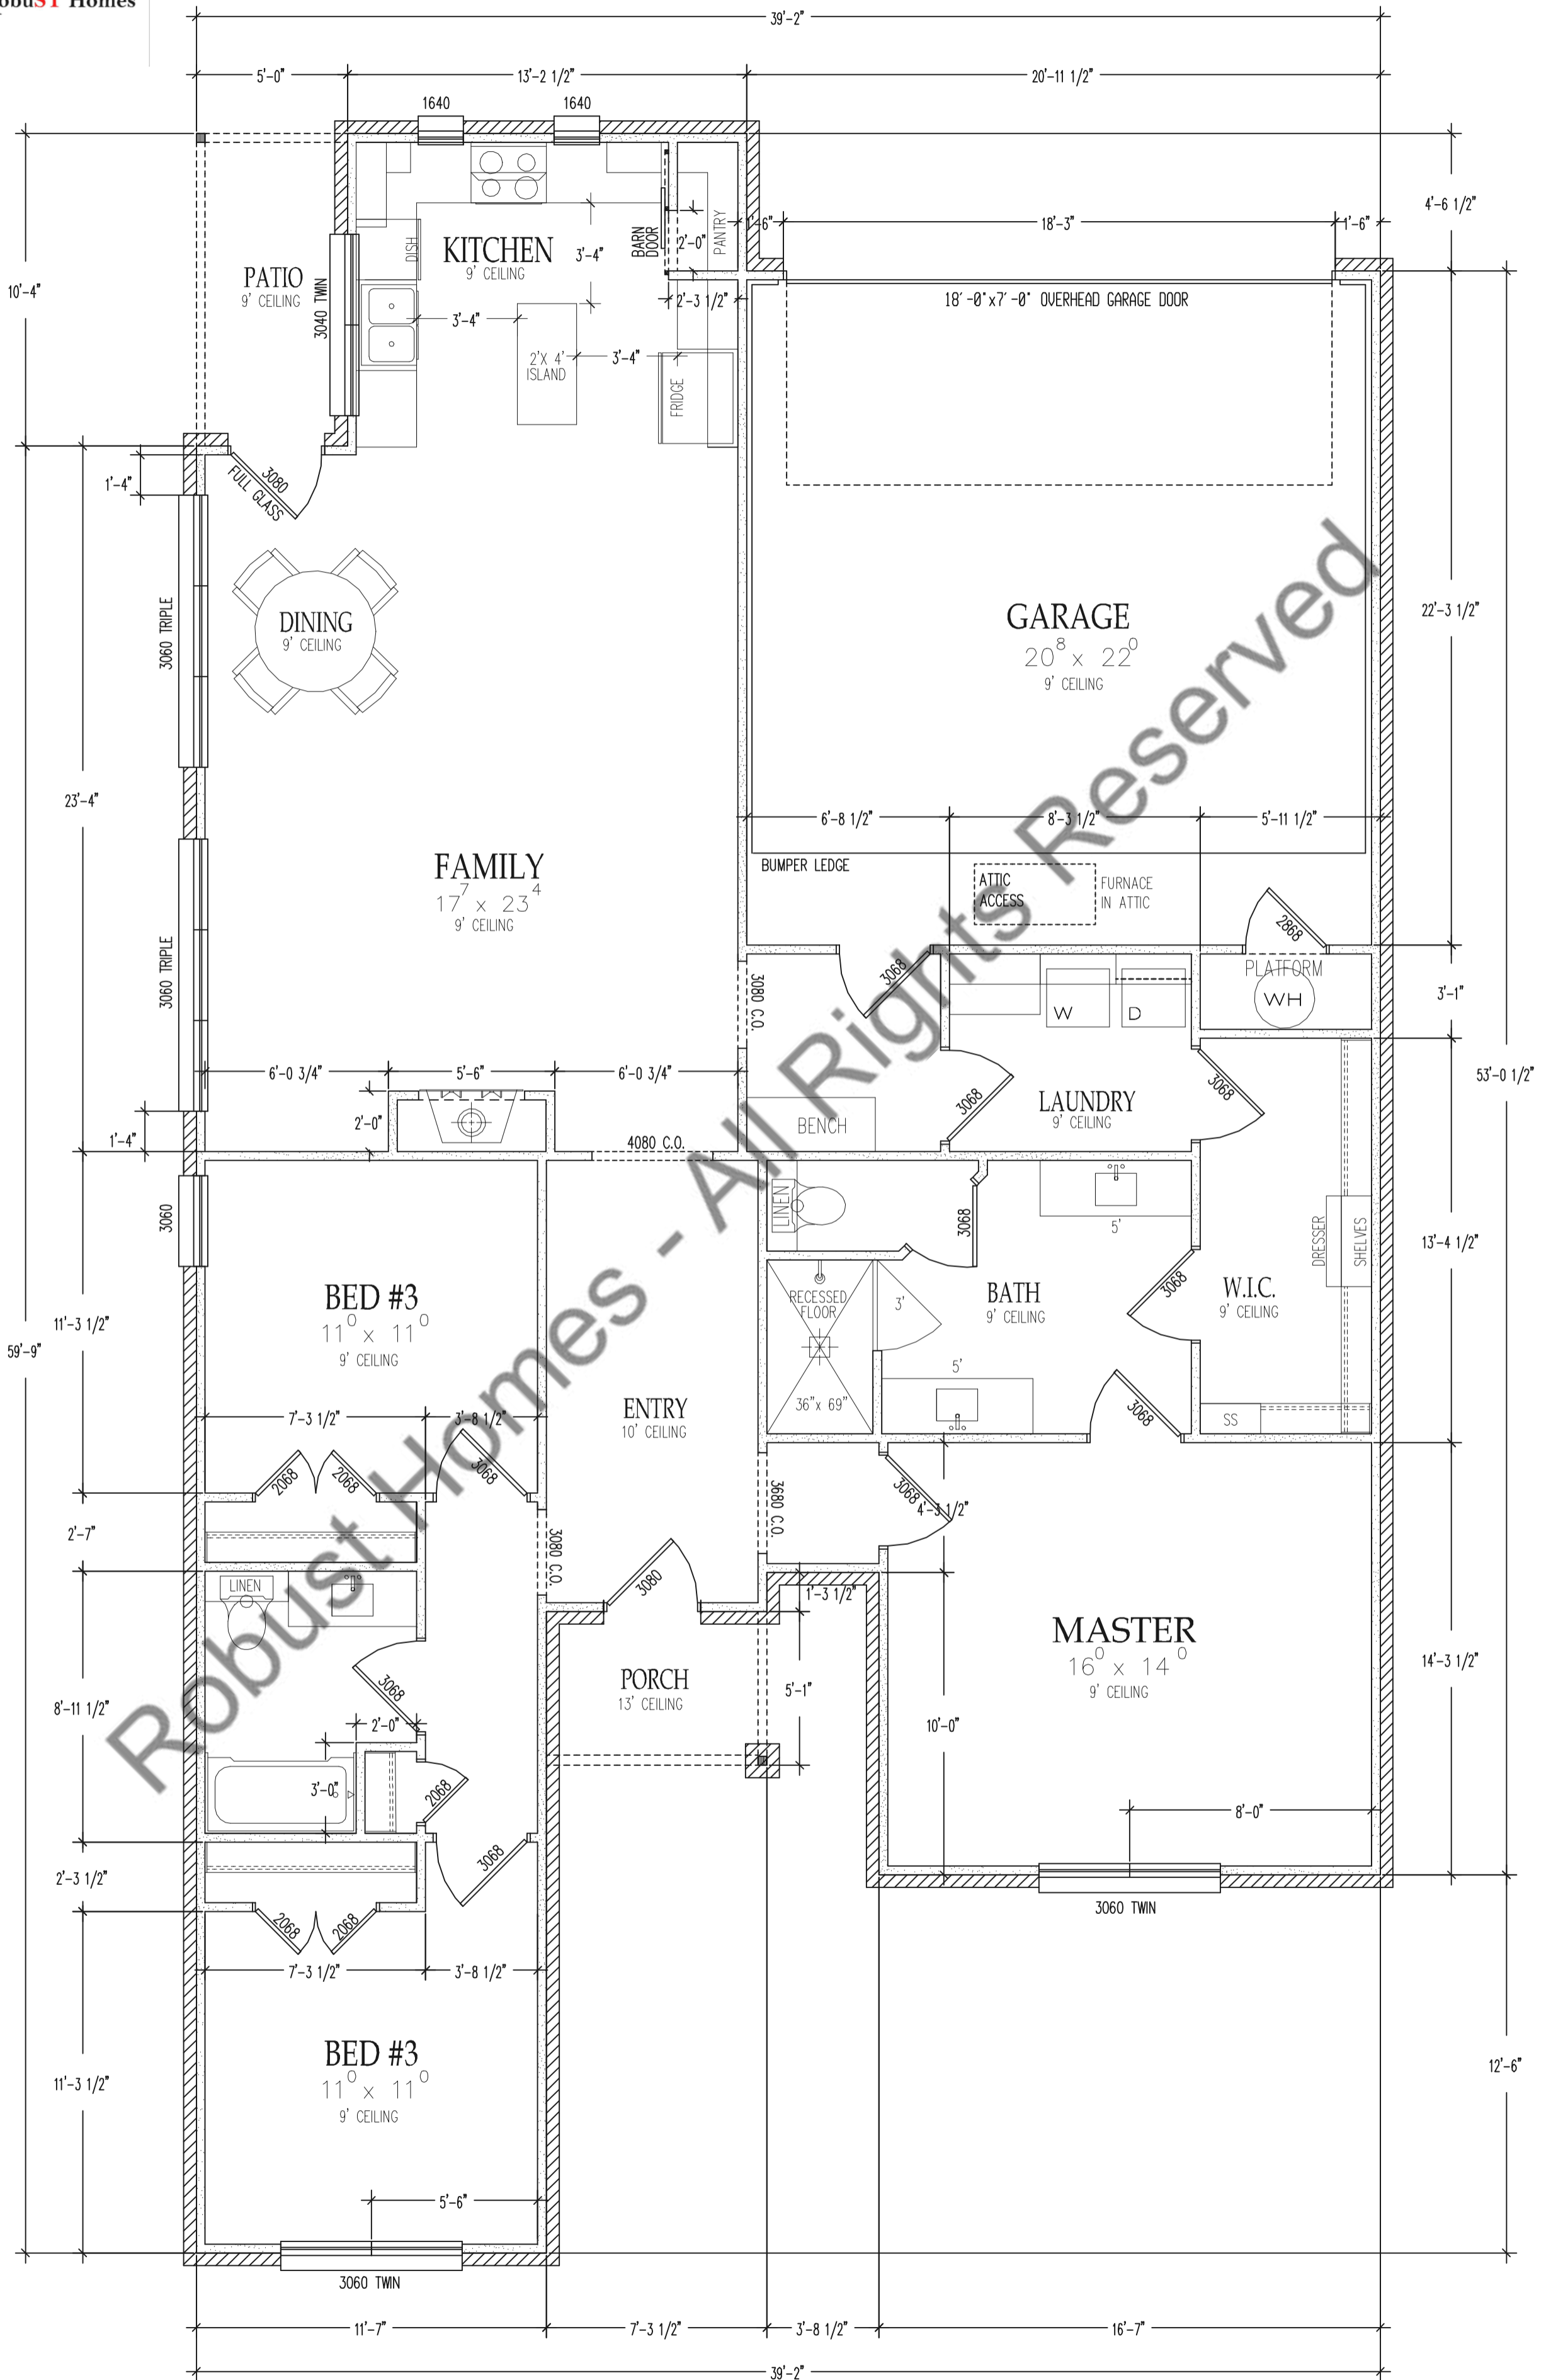 obuST Homes
39'-2"
5'-0"
13'-2 1/2"
20'-11 1/2"
1640
1640
4'-6 1/2"
1'-6"
18'-3"
1'-6"
10'-4"
PATIO
9' CEILING
3040 TWIN
DISH
KITCHEN
9' CEILING
3'-4"
BARN
DOOR
2'-0"
PANTRY
2'-3 1/2"
18'-0"x7'-0" OVERHEAD GARAGE DOOR
3'-4"
2'X 4'
ISLAND
3'-4"
FRIDGE
1'-4"
3080
FULL GLASS
3060 TRIPLE
DINING
9' CEILING
GARAGE
20⁸ x 22⁰
9' CEILING
22'-3 1/2"
23'-4"
6'-8 1/2"
8'-3 1/2"
5'-11 1/2"
BUMPER LEDGE
FAMILY
17⁷ x 23⁴
9' CEILING
ATTIC
ACCESS
FURNACE
IN ATTIC
2868
3060 TRIPLE
3080 C.O.
3068
PLATFORM
WH
W
D
3'-1"
53'-0 1/2"
6'-0 3/4"
5'-6"
6'-0 3/4"
3068
LAUNDRY
9' CEILING
3068
2'-0"
1'-4"
BENCH
4080 C.O.
3060
LINEN
3068
5'
DRESSER
SHELVES
13'-4 1/2"
BED #3
11⁰ x 11⁰
9' CEILING
11'-3 1/2"
59'-9"
RECESSED
FLOOR
3'
BATH
9' CEILING
3068
W.I.C.
9' CEILING
36"x 69"
5'
3068
SS
ENTRY
10' CEILING
7'-3 1/2"
3'-8 1/2"
2068
2068
3068
3680 C.O.
3068
4'-3 1/2"
2'-7"
3080 C.O.
3080
1'-3 1/2"
LINEN
MASTER
16⁰ x 14⁰
9' CEILING
14'-3 1/2"
PORCH
13' CEILING
5'-1"
8'-11 1/2"
3068
2'-0"
10'-0"
3'-0"
2068
8'-0"
3068
2'-3 1/2"
2068
2068
3060 TWIN
7'-3 1/2"
3'-8 1/2"
BED #3
11⁰ x 11⁰
9' CEILING
11'-3 1/2"
12'-6"
5'-6"
3060 TWIN
11'-7"
7'-3 1/2"
3'-8 1/2"
16'-7"
39'-2"
Robust Homes - All Rights Reserved